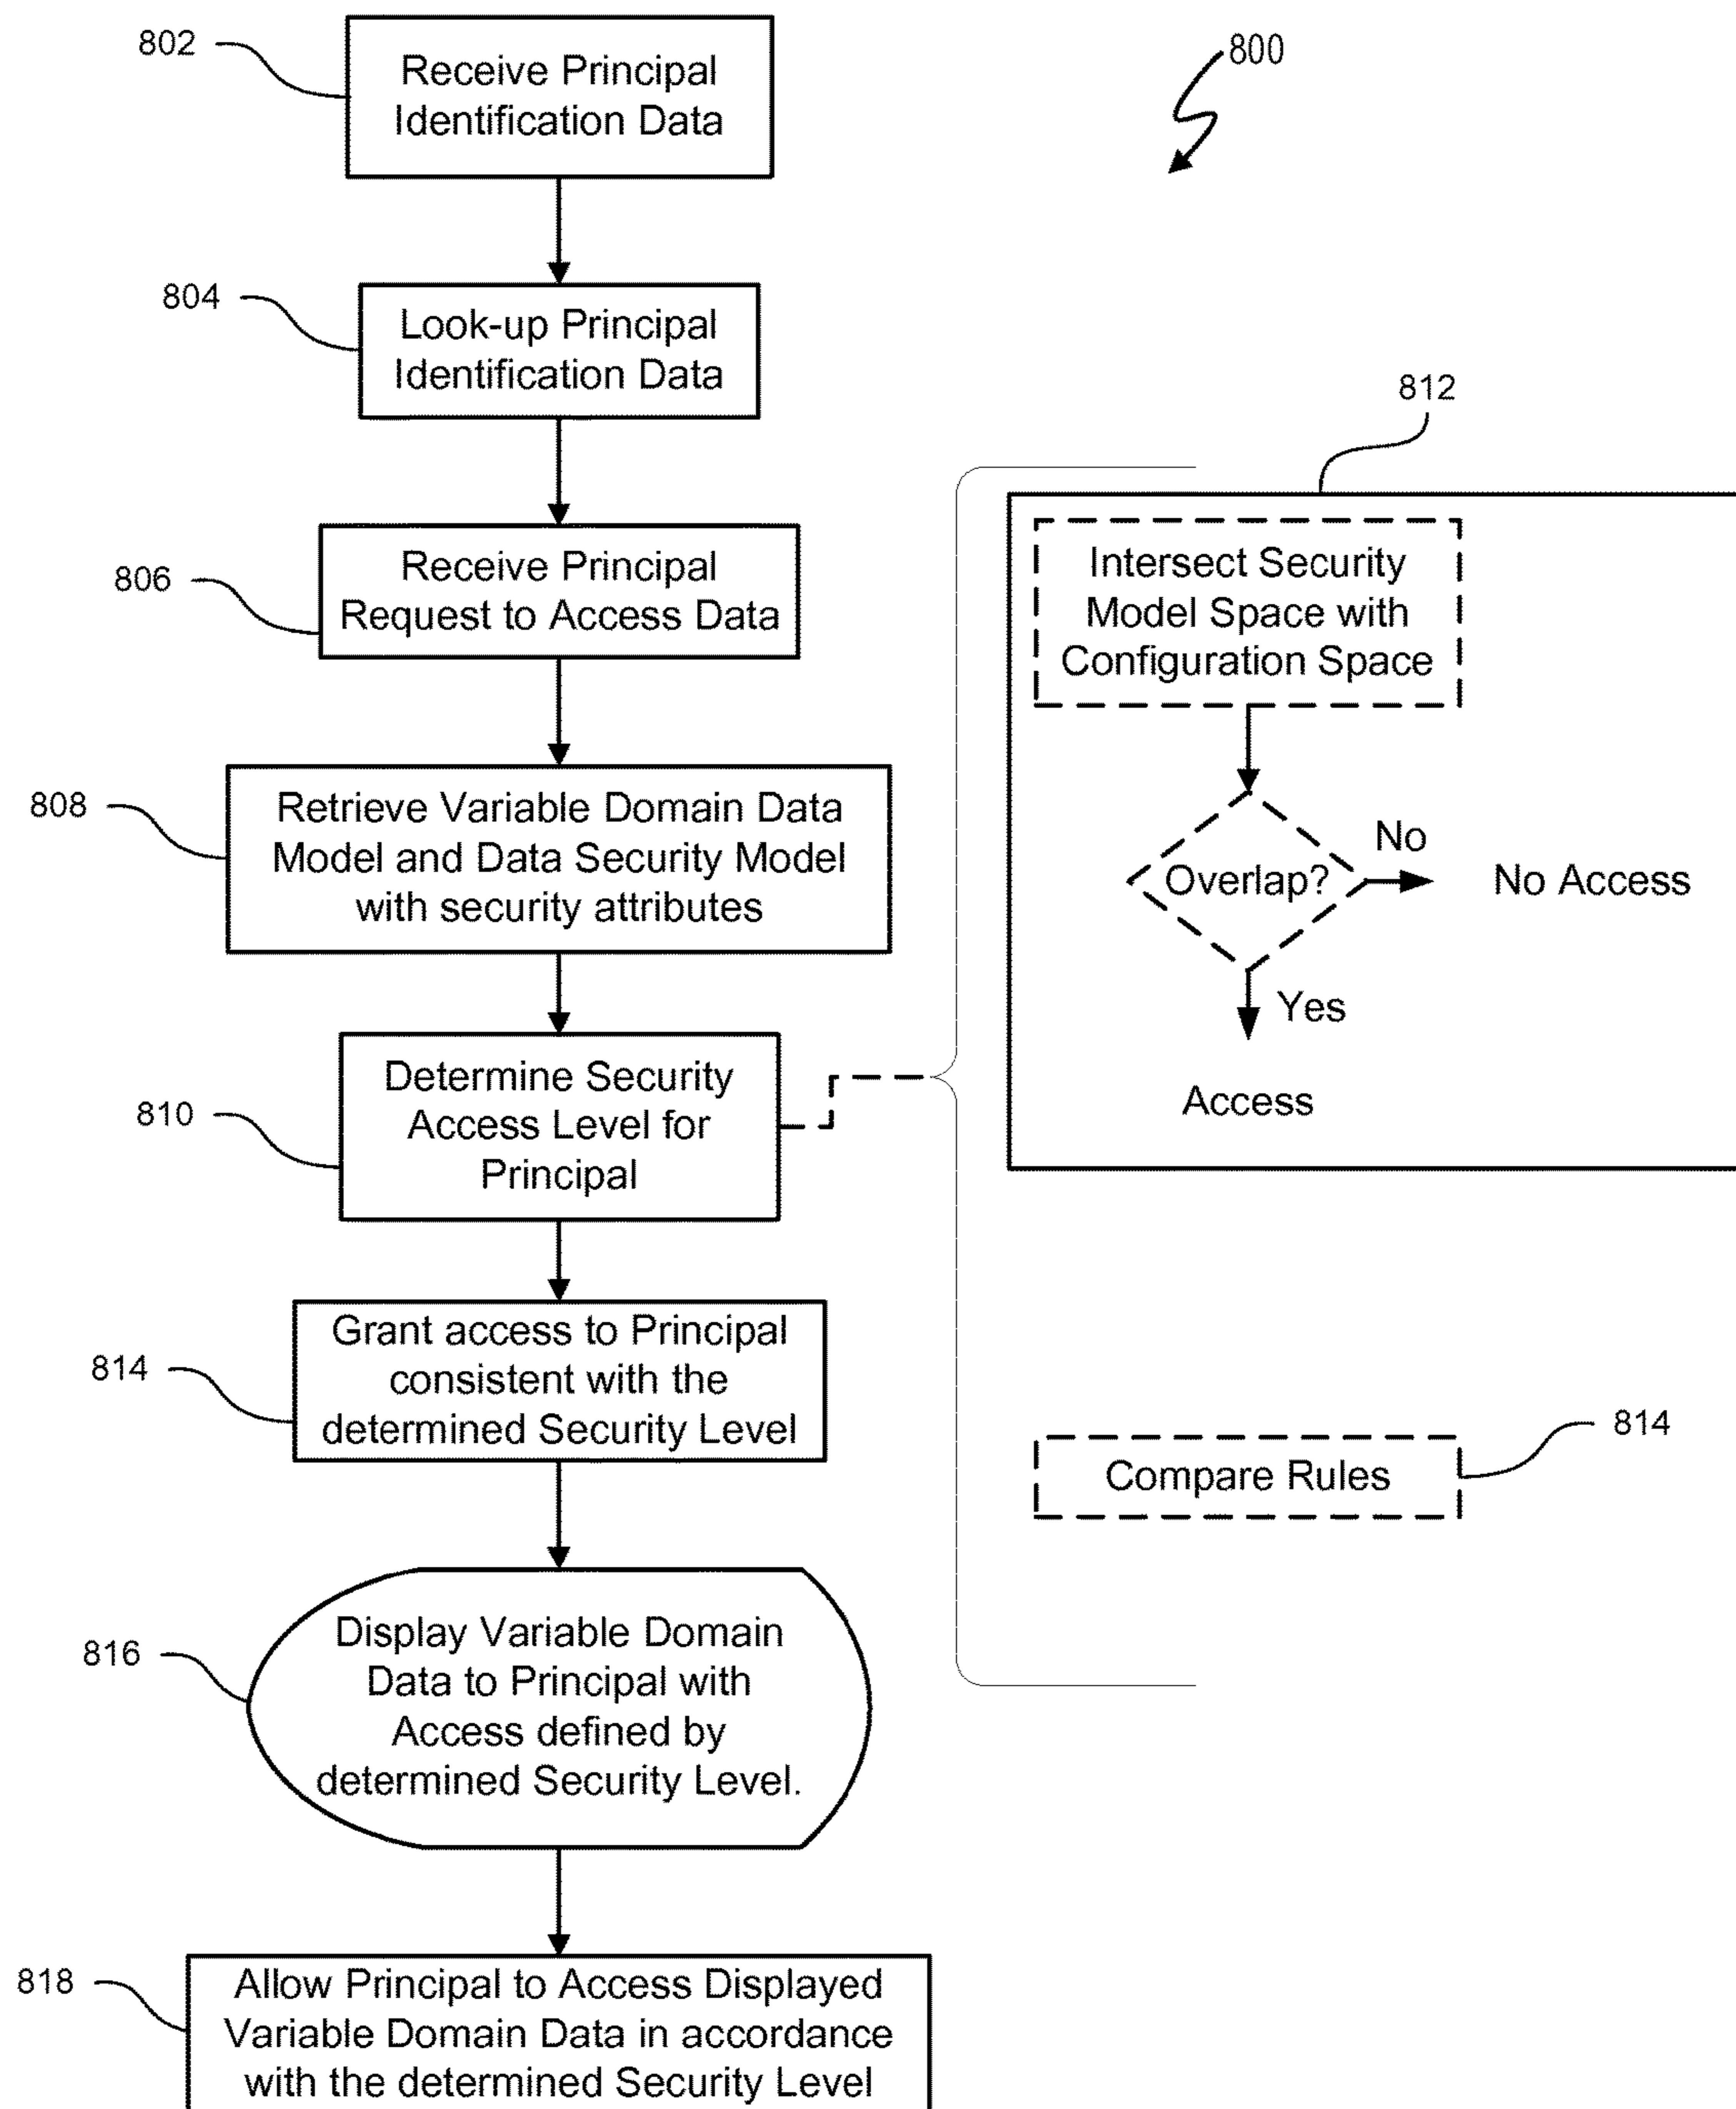 800
802
Receive Principal
Identification Data
804
Look-up Principal
Identification Data
806
Receive Principal
Request to Access Data
808
Retrieve Variable Domain Data
Model and Data Security Model
with security attributes
810
Determine Security
Access Level for
Principal
814
Grant access to Principal
consistent with the
determined Security Level
816
Display Variable Domain
Data to Principal with
Access defined by
determined Security Level.
818
Allow Principal to Access Displayed
Variable Domain Data in accordance
with the determined Security Level
812
Intersect Security
Model Space with
Configuration Space
Overlap?
No
No Access
Yes
Access
Compare Rules
814